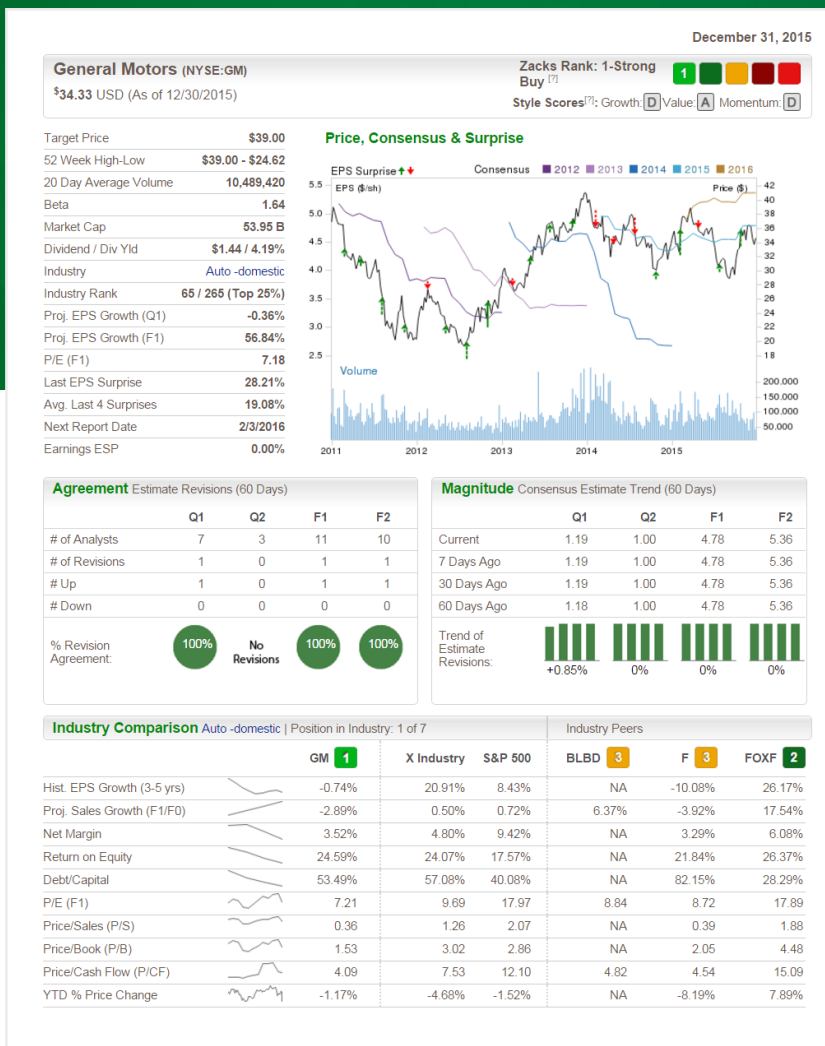 December 31, 2015
General Motors (NYSE:GM)
$34.33 USD (As of 12/30/2015)
Zacks Rank: 1-Strong
Buy [?]
1
Style Scores[?]: Growth: D Value: A Momentum: D
Target Price $39.00
52 Week High-Low $39.00 - $24.62
20 Day Average Volume 10,489,420
Beta 1.64
Market Cap 53.95 B
Dividend / Div Yld $1.44 / 4.19%
Industry Auto -domestic
Industry Rank 65 / 265 (Top 25%)
Proj. EPS Growth (Q1) -0.36%
Proj. EPS Growth (F1) 56.84%
P/E (F1) 7.18
Last EPS Surprise 28.21%
Avg. Last 4 Surprises 19.08%
Next Report Date 2/3/2016
Earnings ESP 0.00%
Price, Consensus & Surprise
EPS Surprise Consensus 2012 2013 2014 2015 2016
EPS ($/sh) Price ($)
5.5
5.0
4.5
4.0
3.5
3.0
2.5
42
40
38
36
34
32
30
28
26
24
22
20
18
Volume
200.000
150.000
100.000
50.000
2011 2012 2013 2014 2015
Agreement Estimate Revisions (60 Days)
Q1 Q2 F1 F2
# of Analysts 7 3 11 10
# of Revisions 1 0 1 1
# Up 1 0 1 1
# Down 0 0 0 0
% Revision
Agreement:
100% No
Revisions 100% 100%
Magnitude Consensus Estimate Trend (60 Days)
Q1 Q2 F1 F2
Current 1.19 1.00 4.78 5.36
7 Days Ago 1.19 1.00 4.78 5.36
30 Days Ago 1.19 1.00 4.78 5.36
60 Days Ago 1.18 1.00 4.78 5.36
Trend of
Estimate
Revisions:
+0.85% 0% 0% 0%
Industry Comparison Auto -domestic | Position in Industry: 1 of 7 Industry Peers
GM 1 X Industry S&P 500 BLBD 3 F 3 FOXF 2
Hist. EPS Growth (3-5 yrs) -0.74% 20.91% 8.43% NA -10.08% 26.17%
Proj. Sales Growth (F1/F0) -2.89% 0.50% 0.72% 6.37% -3.92% 17.54%
Net Margin 3.52% 4.80% 9.42% NA 3.29% 6.08%
Return on Equity 24.59% 24.07% 17.57% NA 21.84% 26.37%
Debt/Capital 53.49% 57.08% 40.08% NA 82.15% 28.29%
P/E (F1) 7.21 9.69 17.97 8.84 8.72 17.89
Price/Sales (P/S) 0.36 1.26 2.07 NA 0.39 1.88
Price/Book (P/B) 1.53 3.02 2.86 NA 2.05 4.48
Price/Cash Flow (P/CF) 4.09 7.53 12.10 4.82 4.54 15.09
YTD % Price Change -1.17% -4.68% -1.52% NA -8.19% 7.89%